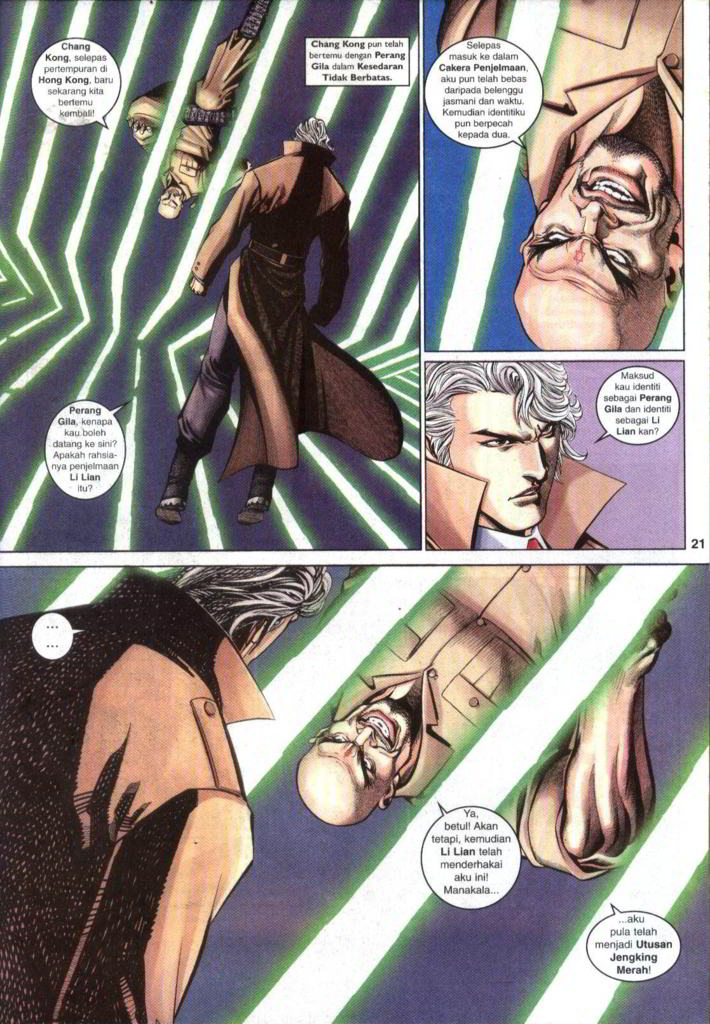 Chang
Kong, selepas
pertempuran di
Hong Kong, baru
sekarang kita
bertemu
kembali!
Chang Kong pun telah
bertemu dengan Perang
Gila dalam Kesedaran
Tidak Berbatas.
Perang
Gila, kenapa
kau boleh
datang ke sini?
Apakah rahsia-
nya penjelmaan
Li Lian
itu?
Selepas
masuk ke dalam
Cakera Penjelmaan,
aku pun telah bebas
daripada belenggu
jasmani dan waktu.
Kemudian identitiku
pun berpecah
kepada dua.
Maksud
kau identiti
sebagai Perang
Gila dan identiti
sebagai Li
Lian kan?
21
...
...
Ya,
betul! Akan
tetapi, kemudian
Li Lian telah
menderhakai
aku ini!
Manakala...
...aku
pula telah
menjadi Utusan
Jengking
Merah!